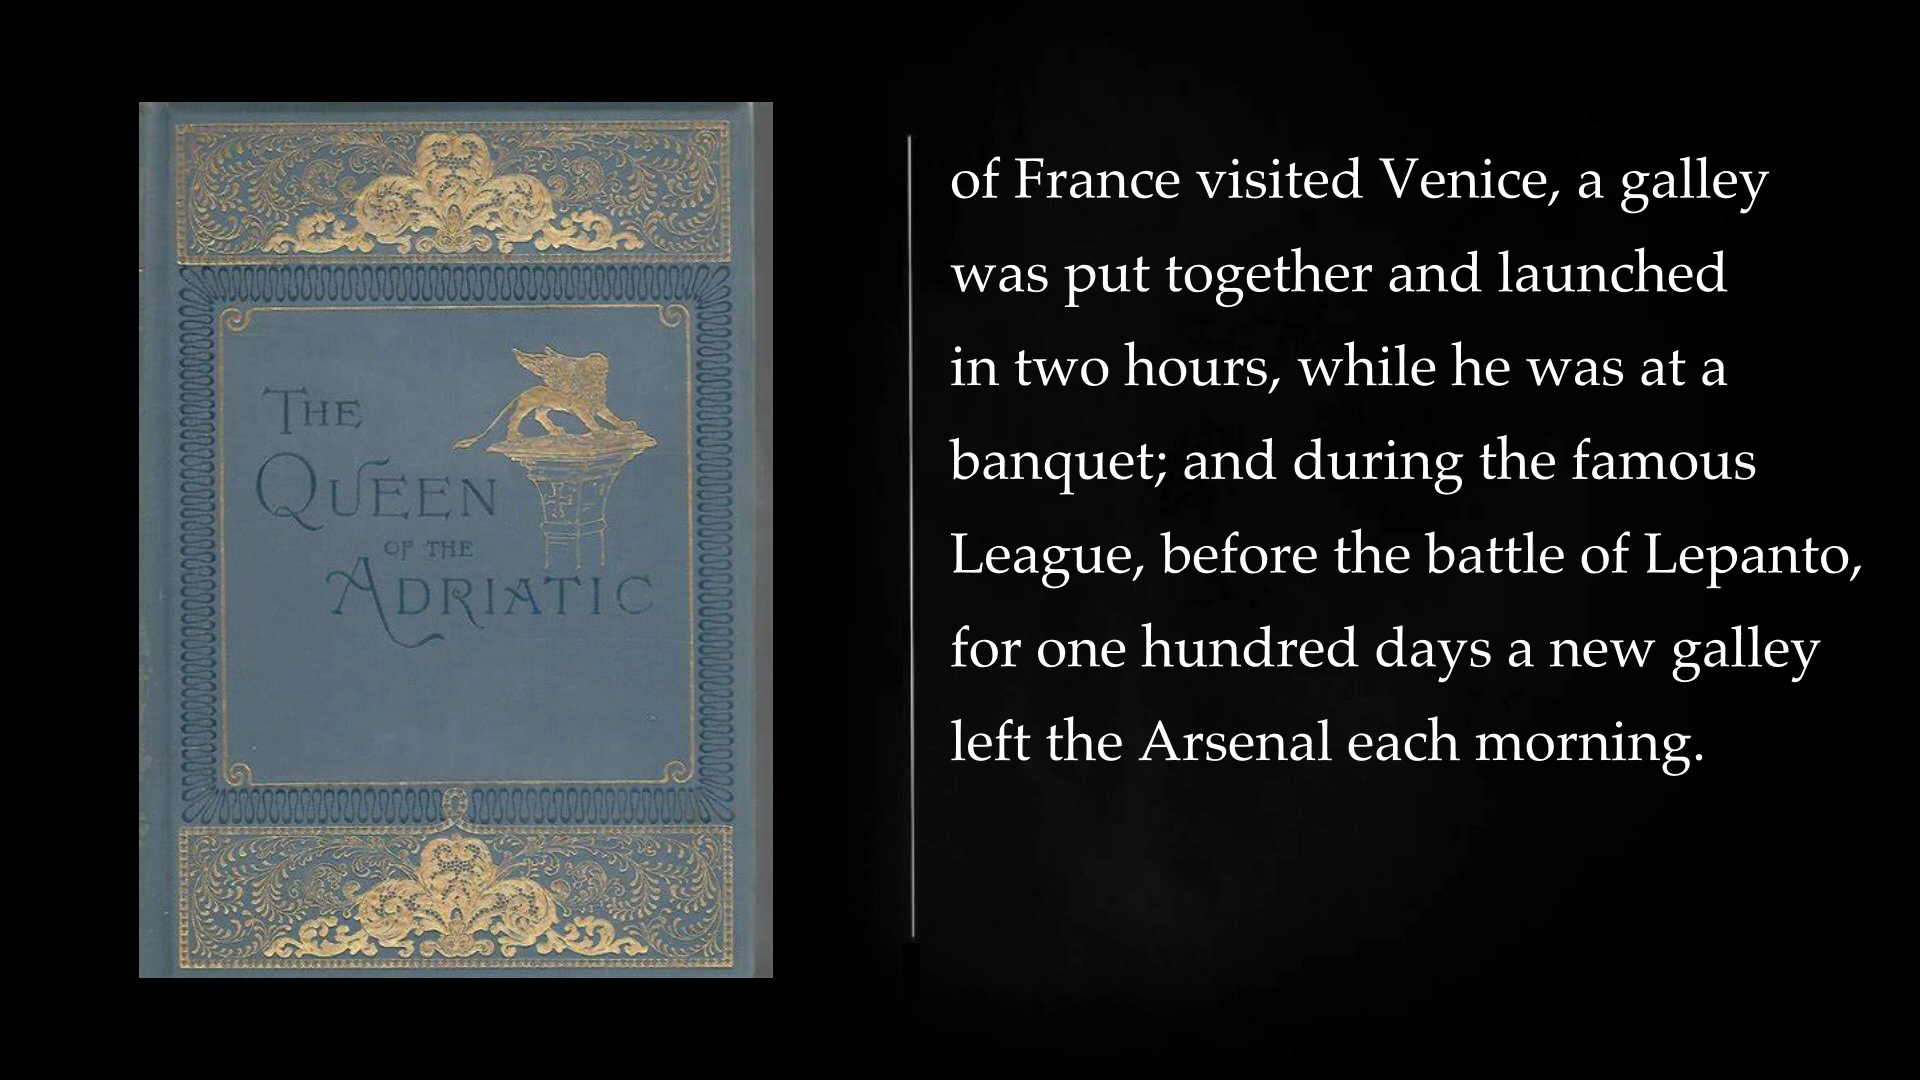 The
Queen
of the
Adriatic
of France visited Venice, a galley
was put together and launched
in two hours, while he was at a
banquet; and during the famous
League, before the battle of Lepanto,
for one hundred days a new galley
left the Arsenal each morning.